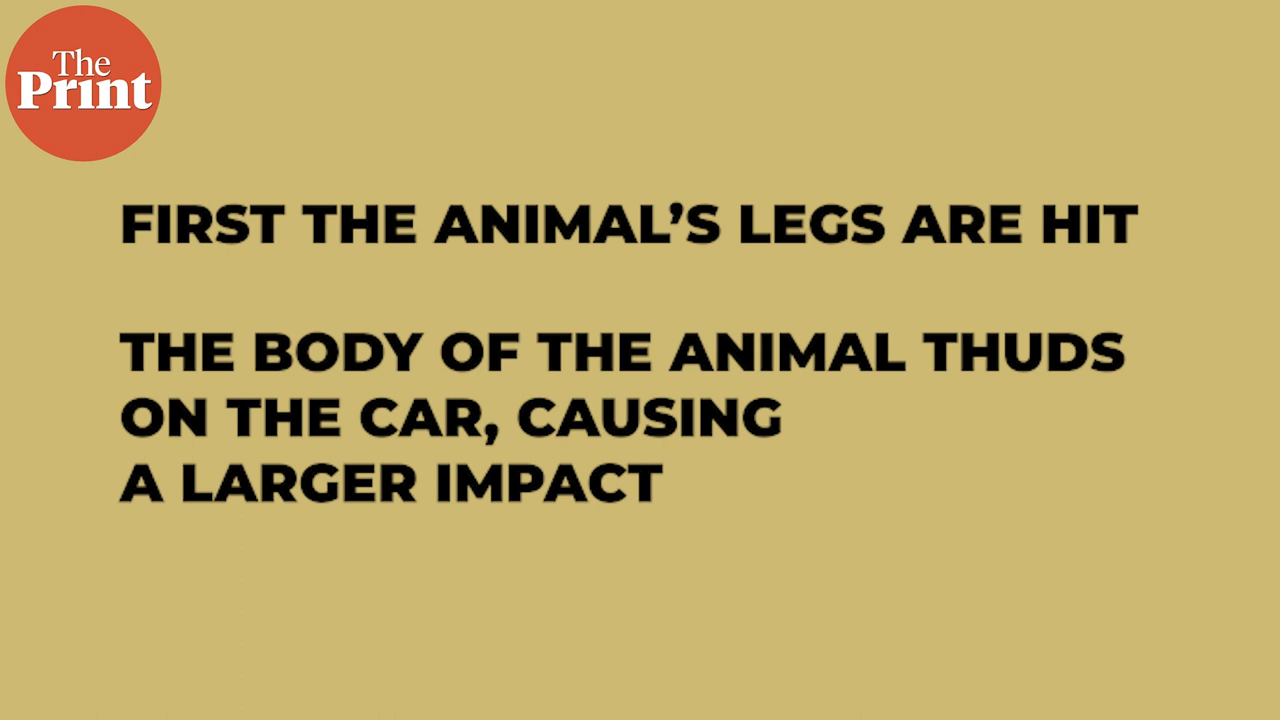 The
Print
FIRST THE ANIMAL’S LEGS ARE HIT
THE BODY OF THE ANIMAL THUDS
ON THE CAR, CAUSING
A LARGER IMPACT